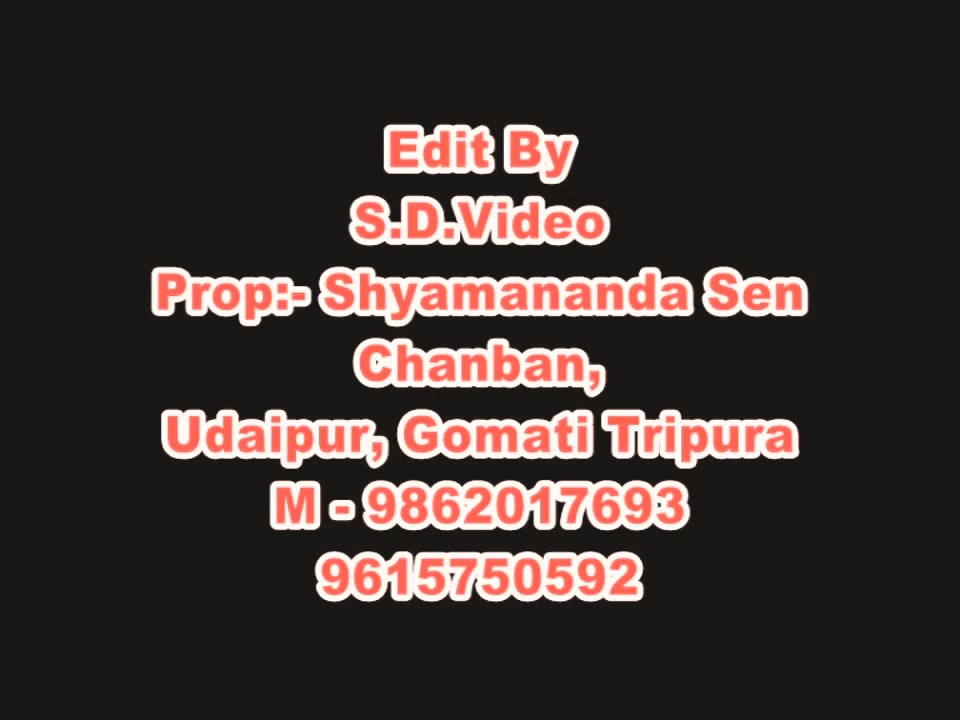 Edit By
S.D.Video
Prop:- Shyamananda Sen
Chanban,
Udaipur, Gomati Tripura
M - 9862017693
9615750592